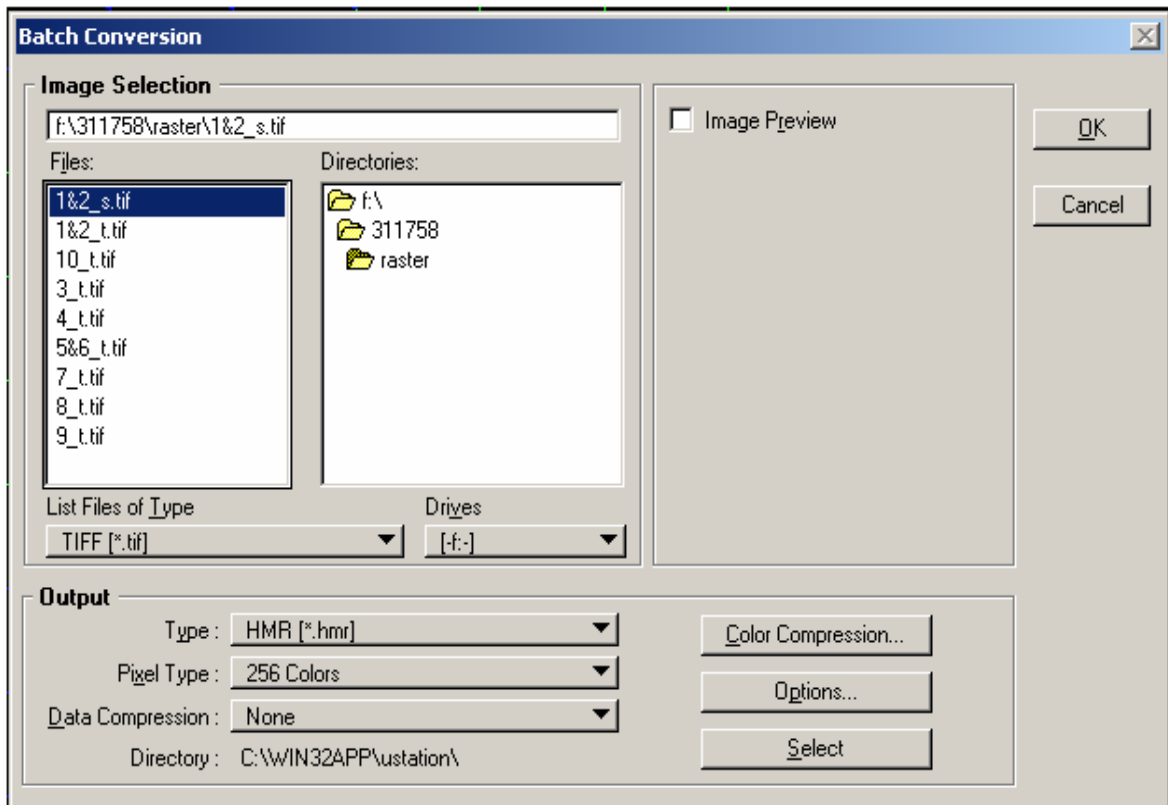 Batch Conversion
Image Selection
f:\311758\raster\1&2_s.tif
Files:
1&2_s.tif
1&2_t.tif
10_t.tif
3_t.tif
4_t.tif
5&6_t.tif
7_t.tif
8_t.tif
9_t.tif
Directories:
f:\
311758
raster
List Files of Type
TIFF [*.tif]
Drives
[-f:-]
Image Preview
OK
Cancel
Output
Type : HMR [*.hmr]
Pixel Type : 256 Colors
Data Compression : None
Directory : C:\WIN32APP\ustation\
Color Compression...
Options...
Select